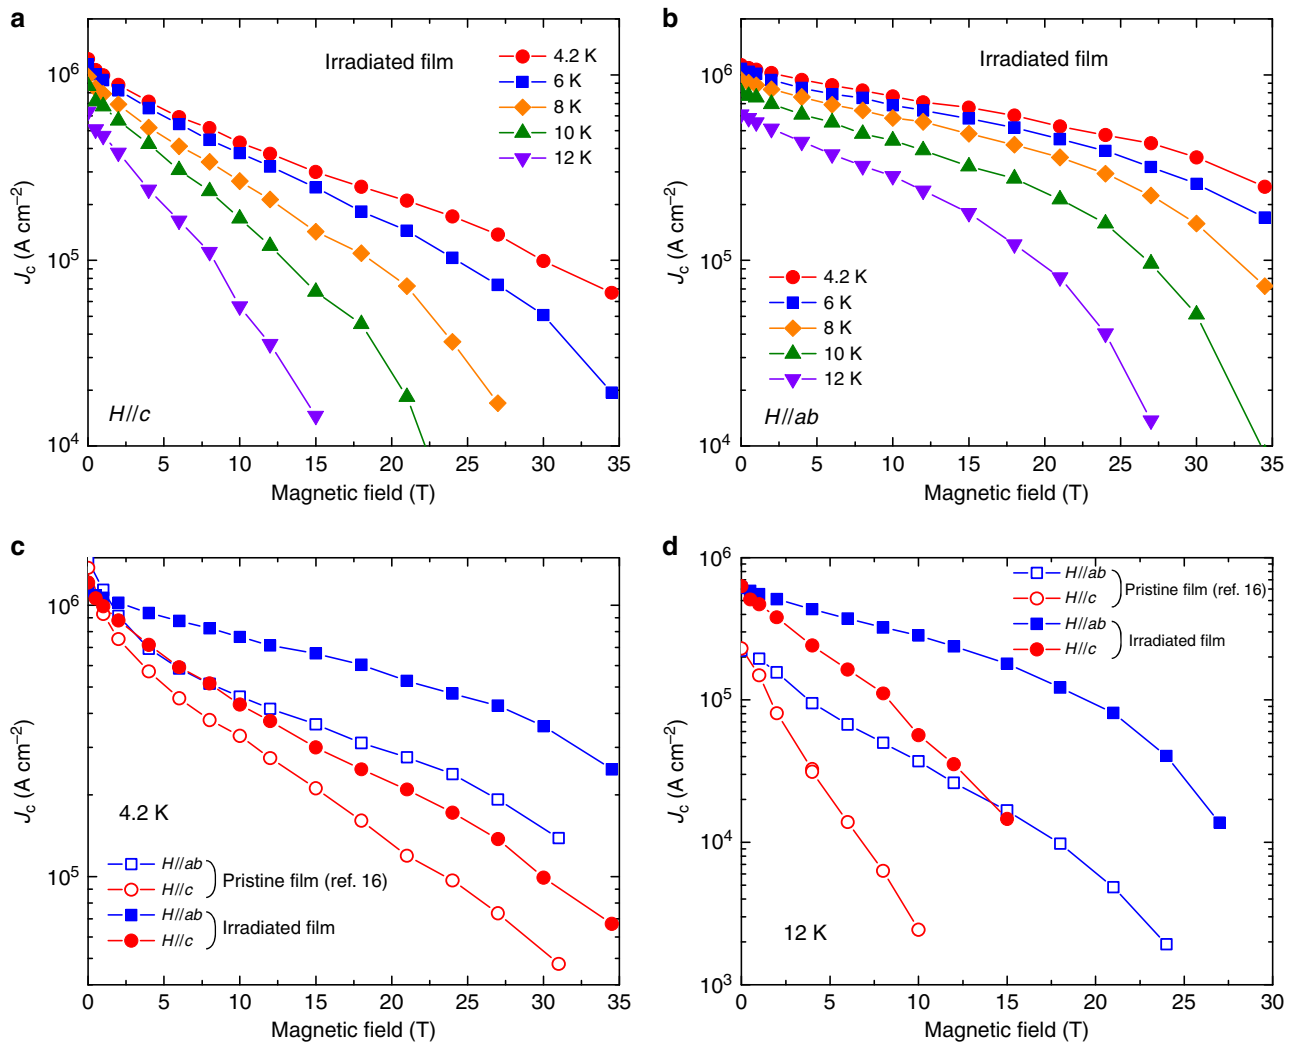 a
Irradiated film
4.2 K
6 K
8 K
10 K
12 K
10⁶
10⁵
10⁴
J_c (A cm⁻²)
H//c
0 5 10 15 20 25 30 35
Magnetic field (T)
b
Irradiated film
10⁶
10⁵
10⁴
J_c (A cm⁻²)
4.2 K
6 K
8 K
10 K
12 K
H//ab
0 5 10 15 20 25 30 35
Magnetic field (T)
c
10⁶
10⁵
J_c (A cm⁻²)
4.2 K
H//ab
H//c
Pristine film (ref. 16)
H//ab
H//c
Irradiated film
0 5 10 15 20 25 30 35
Magnetic field (T)
d
10⁶
10⁵
10⁴
10³
J_c (A cm⁻²)
H//ab
H//c
Pristine film (ref. 16)
H//ab
H//c
Irradiated film
12 K
0 5 10 15 20 25 30
Magnetic field (T)